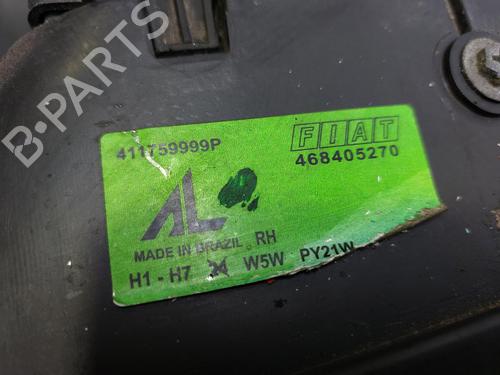 B-PARTS
411759999P
FIAT
468405270
AL
MADE IN BRAZIL RH
H1 - H7 W5W PY21W